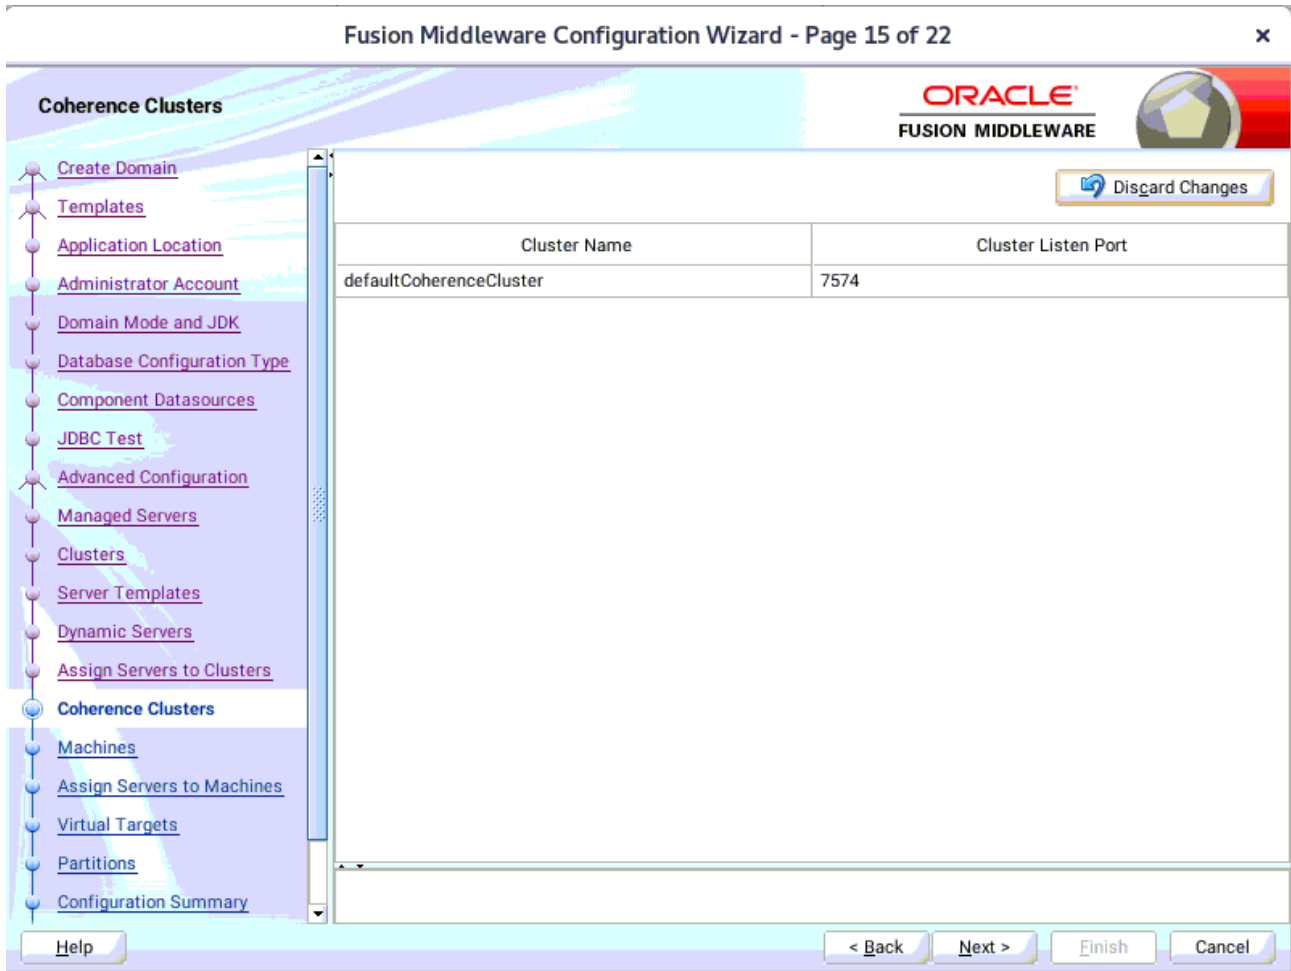 Fusion Middleware Configuration Wizard - Page 15 of 22
×
Coherence Clusters
ORACLE
FUSION MIDDLEWARE
Create Domain
Templates
Application Location
Administrator Account
Domain Mode and JDK
Database Configuration Type
Component Datasources
JDBC Test
Advanced Configuration
Managed Servers
Clusters
Server Templates
Dynamic Servers
Assign Servers to Clusters
Coherence Clusters
Machines
Assign Servers to Machines
Virtual Targets
Partitions
Configuration Summary
Discard Changes
Cluster Name Cluster Listen Port
defaultCoherenceCluster 7574
Help < Back Next > Finish Cancel